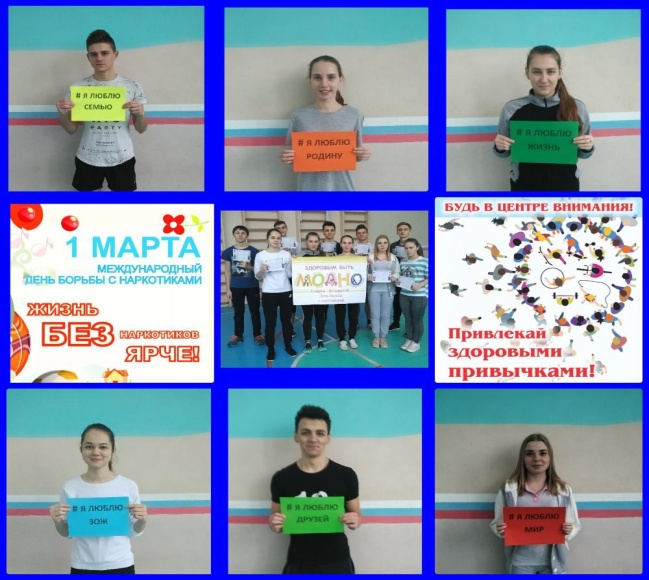 # Я ЛЮБЛЮ
СЕМЬЮ
# Я ЛЮБЛЮ
РОДИНУ
# Я ЛЮБЛЮ
ЖИЗНЬ
1 МАРТА
МЕЖДУНАРОДНЫЙ
ДЕНЬ БОРЬБЫ С НАРКОТИКАМИ
ЖИЗНЬ
БЕЗ НАРКОТИКОВ
ЯРЧЕ!
ЗДОРОВЫМ БЫТЬ
МОДНО
БУДЬ В ЦЕНТРЕ ВНИМАНИЯ!
Привлекай
здоровыми
привычками!
# Я ЛЮБЛЮ
ЗОЖ
# Я ЛЮБЛЮ
ДРУЗЕЙ
# Я ЛЮБЛЮ
МИР